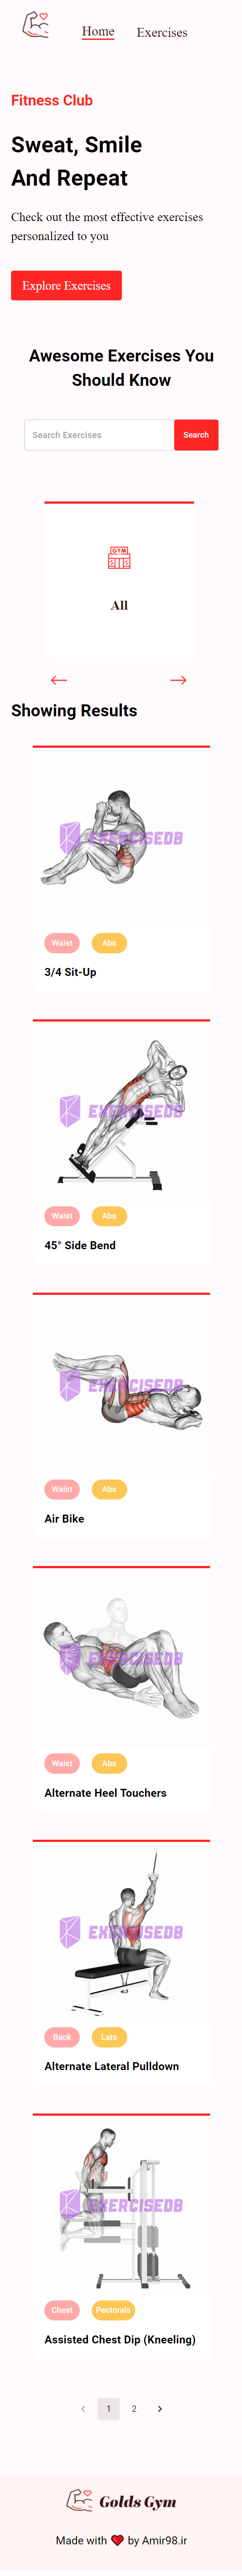 Home
Exercises
Fitness Club
Sweat, Smile
And Repeat
Check out the most effective exercises
personalized to you
Explore Exercises
Awesome Exercises You
Should Know
Search Exercises
Search
GYM
All
Showing Results
EXERCISEDB
Waist
Abs
3/4 Sit-Up
EXERCISEDB
Waist
Abs
45° Side Bend
EXERCISEDB
Waist
Abs
Air Bike
EXERCISEDB
Waist
Abs
Alternate Heel Touchers
EXERCISEDB
Back
Lats
Alternate Lateral Pulldown
EXERCISEDB
Chest
Pectorals
Assisted Chest Dip (Kneeling)
1
2
Golds Gym
Made with ❤ by Amir98.ir